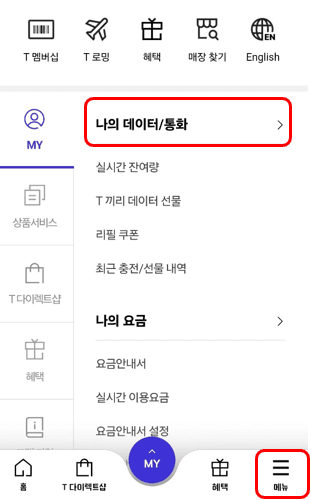 T 멤버십
T 로밍
혜택
매장 찾기
EN
English
MY
나의 데이터/통화
실시간 잔여량
상품서비스
T 끼리 데이터 선물
리필 쿠폰
T 다이렉트샵
최근 충전/선물 내역
나의 요금
혜택
요금안내서
실시간 이용요금
요금안내서 설정
홈
T 다이렉트샵
MY
혜택
메뉴